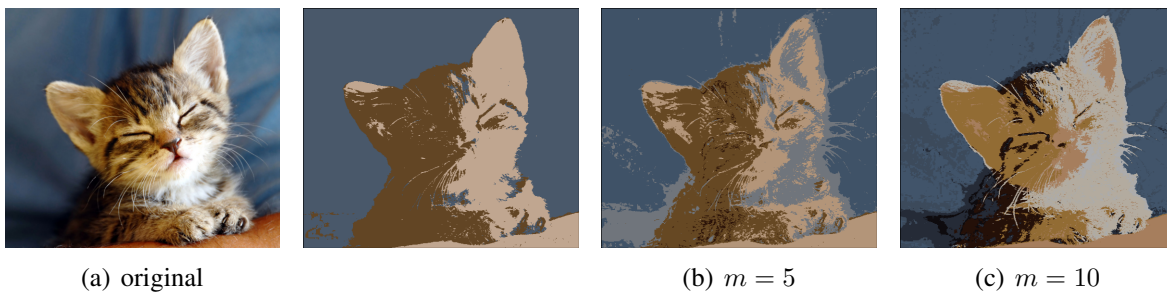 (a) original
(b) m = 5
(c) m = 10